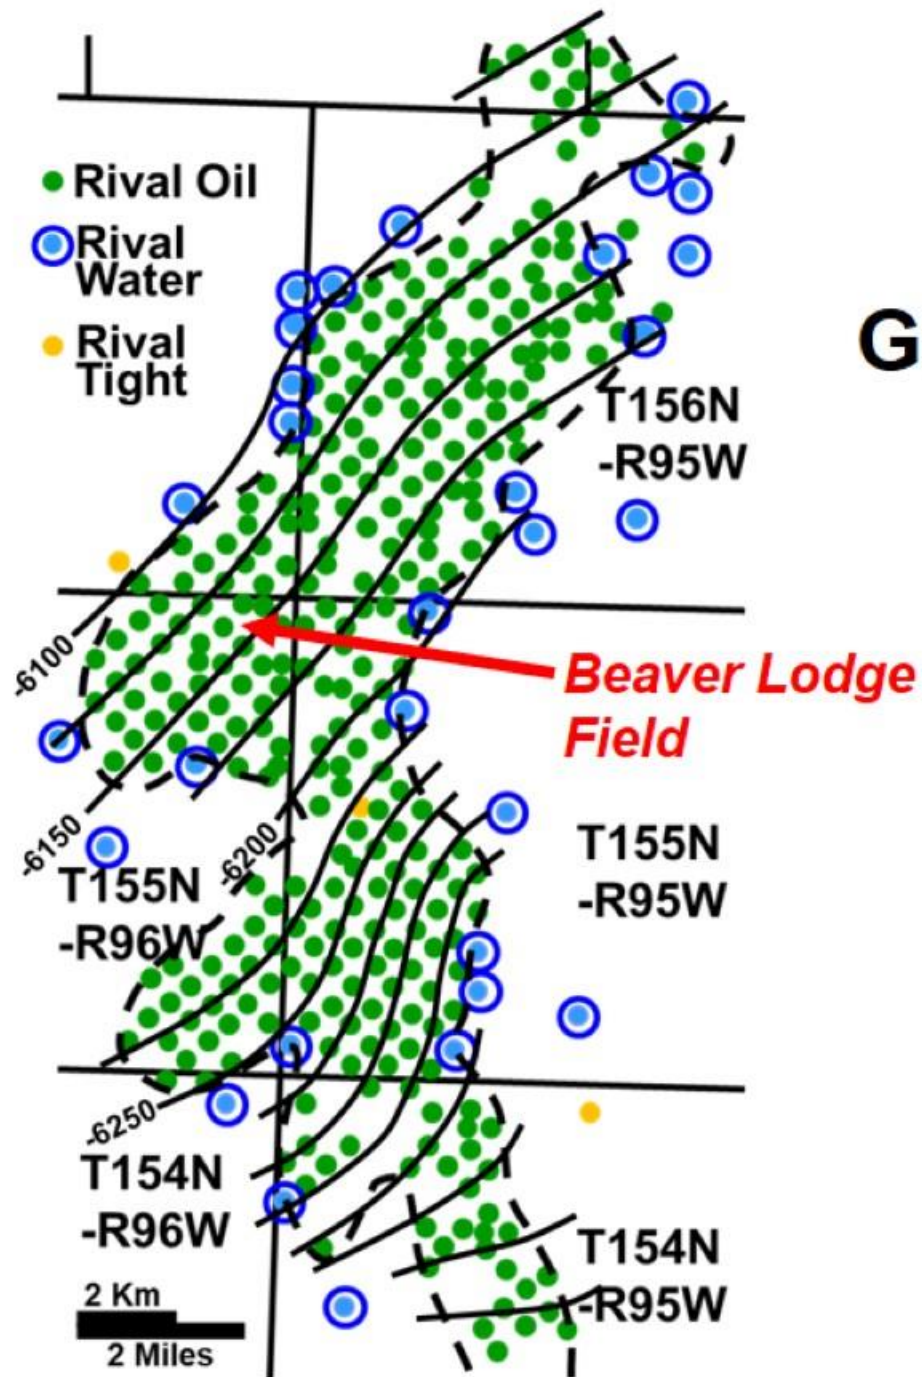 Rival Oil
Rival
Water
Rival
Tight
G
T156N
-R95W
-6100
Beaver Lodge
Field
-6150
-6200
T155N
-R96W
T155N
-R95W
-6250
T154N
-R96W
T154N
-R95W
2 Km
2 Miles